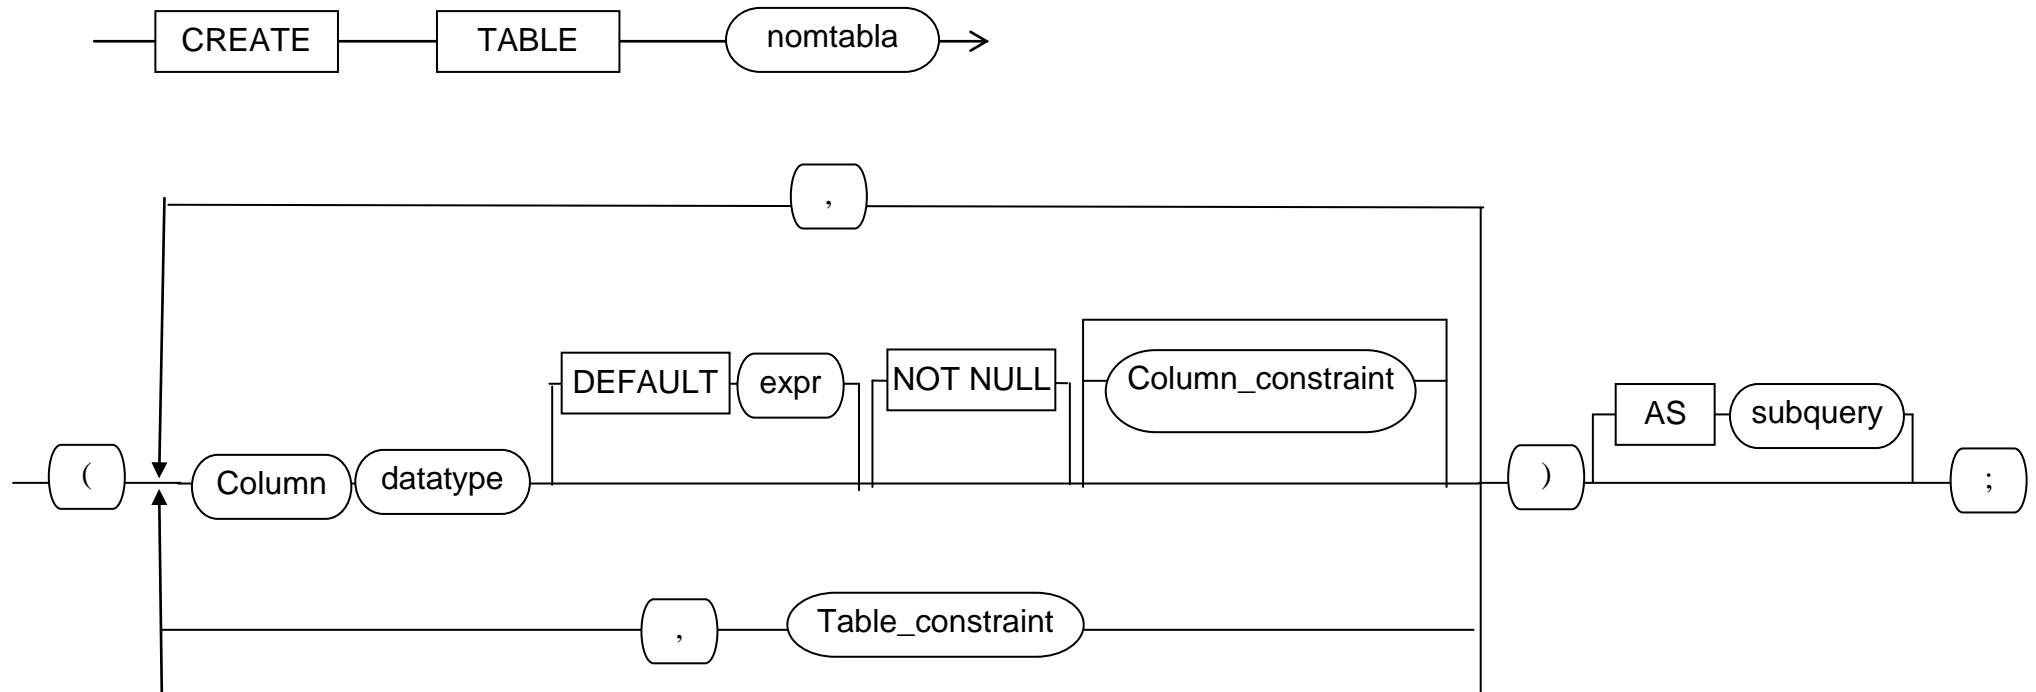 CREATE TABLE nomtabla
,
DEFAULT expr NOT NULL Column_constraint
AS subquery
( Column datatype ) ;
, Table_constraint